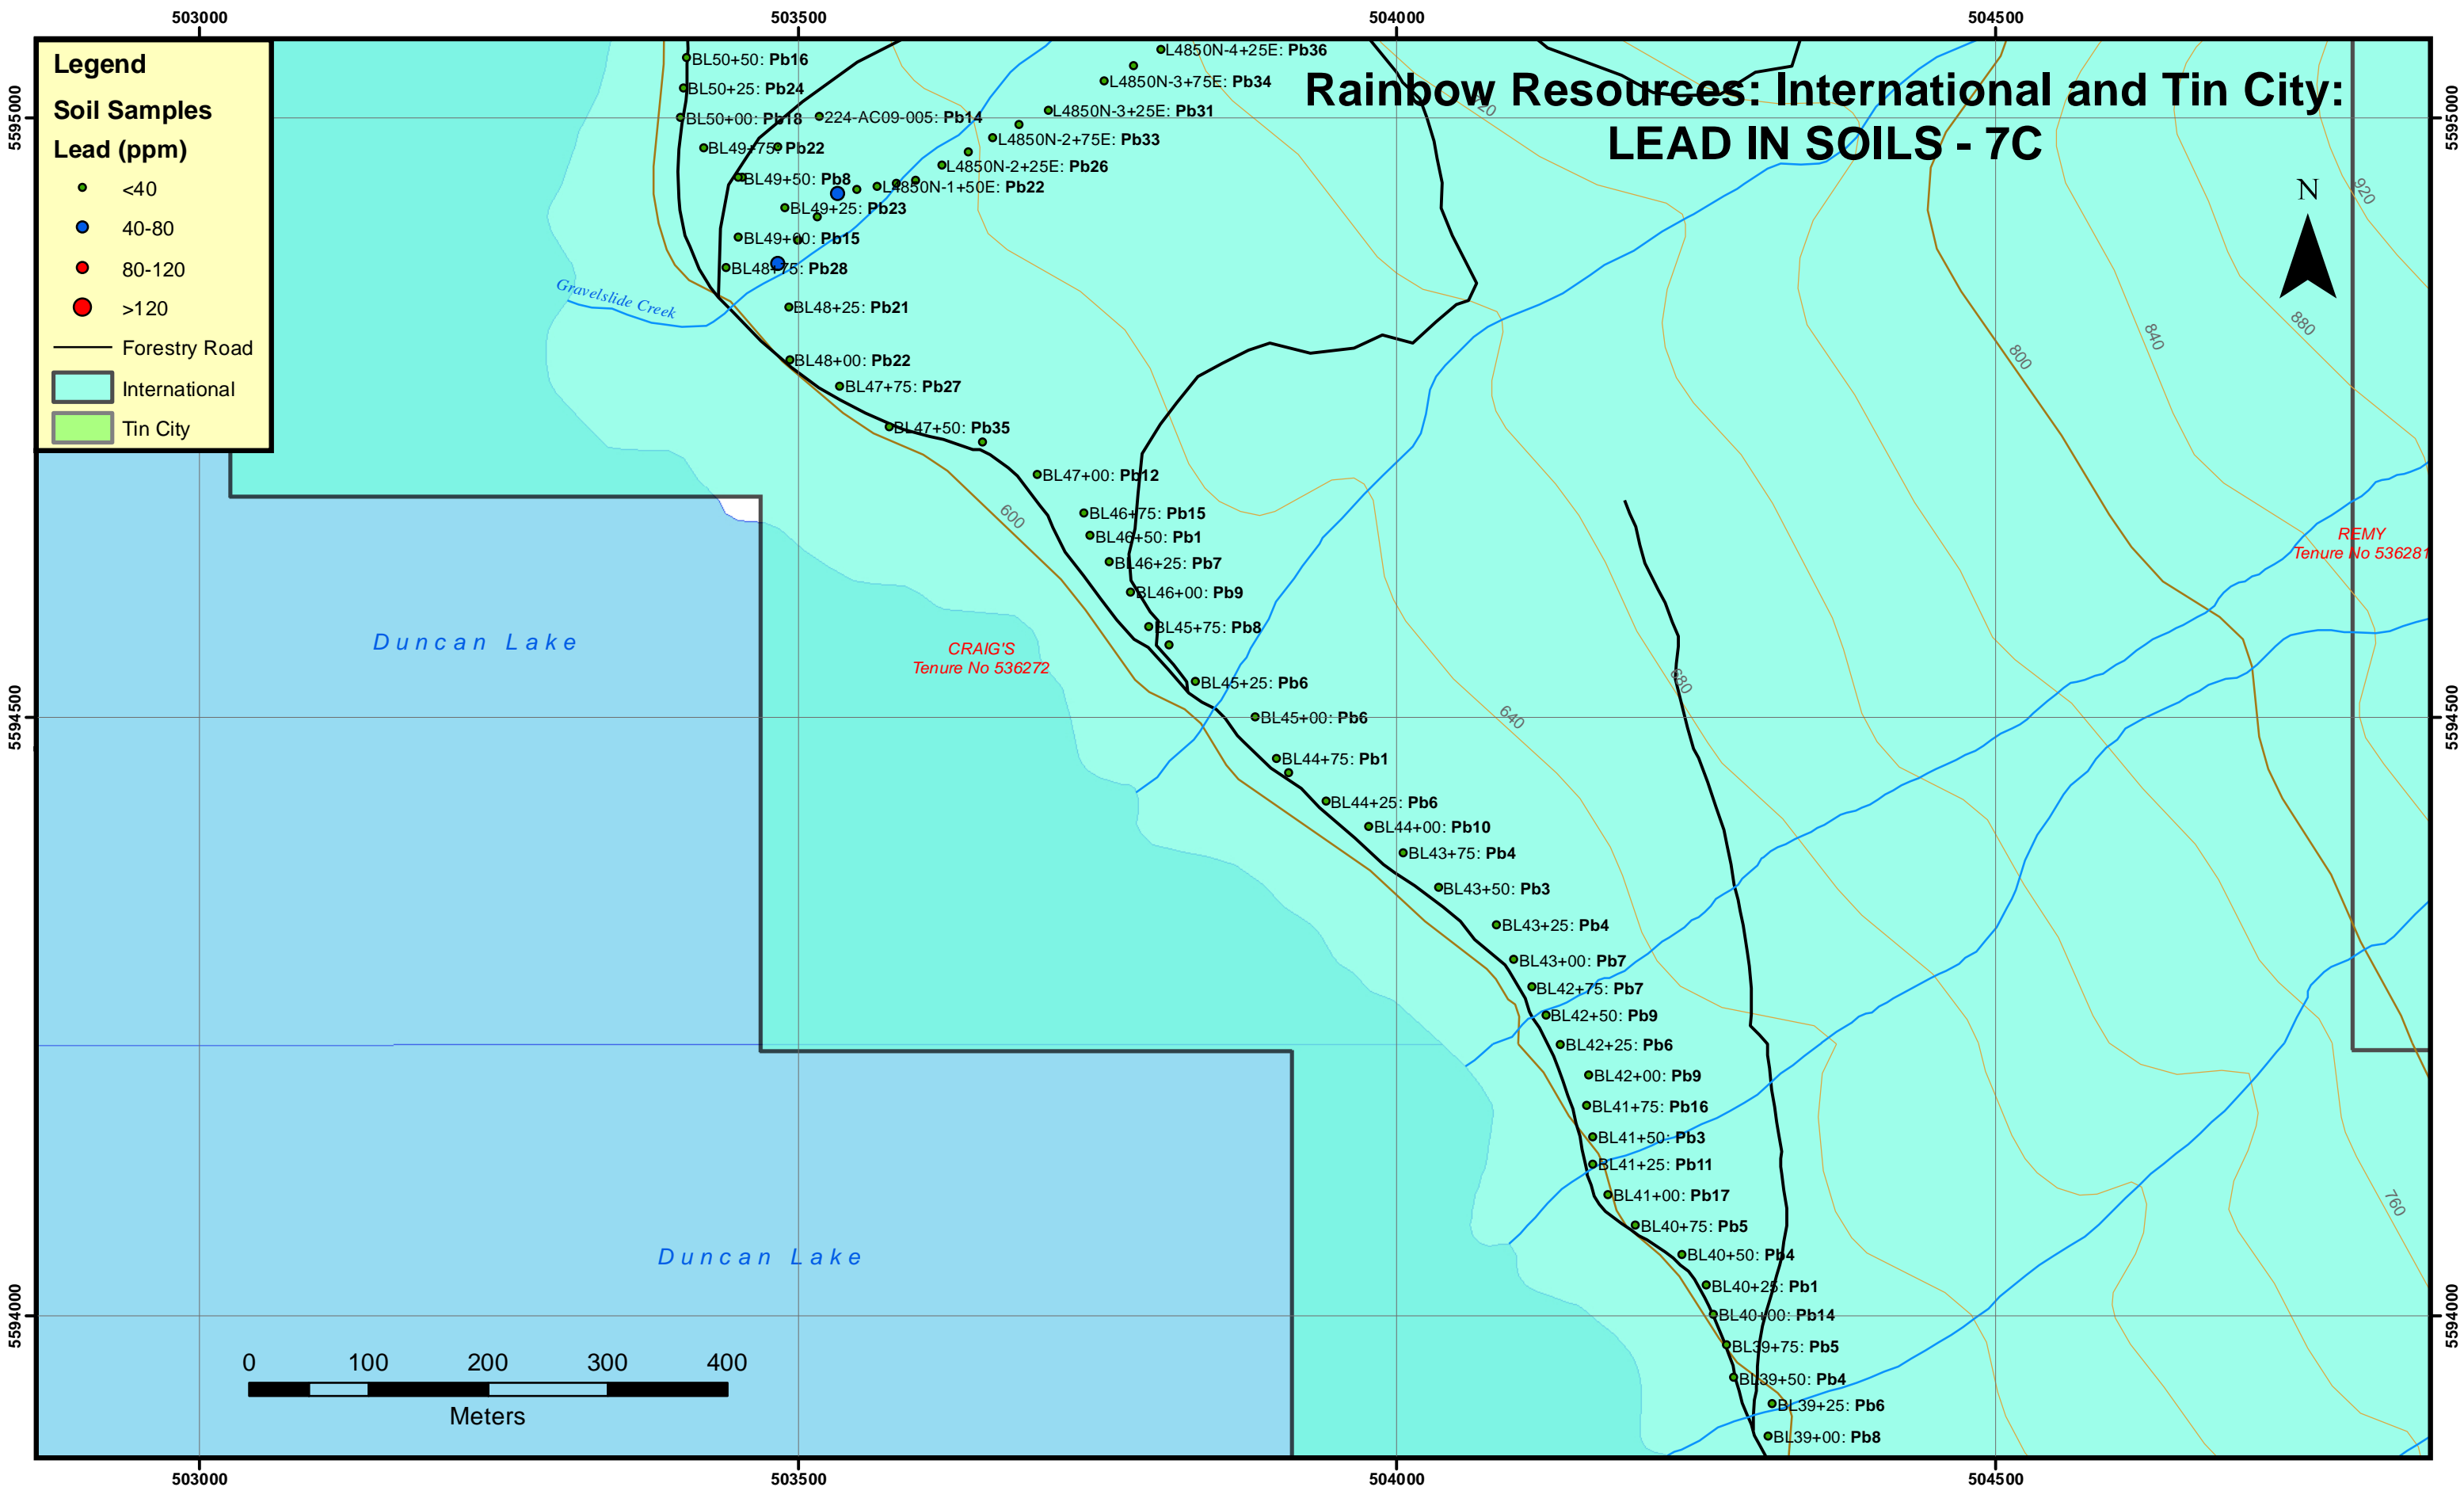 503000
503500
504000
504500
Rainbow Resources: International and Tin City:
LEAD IN SOILS - 7C
N
Legend
Soil Samples
Lead (ppm)
<40
40-80
80-120
>120
Forestry Road
International
Tin City
5595000
5594500
5594000
5595000
5594500
5594000
L4850N-4+25E: Pb36
BL50+50: Pb16
L4850N-3+75E: Pb34
BL50+25: Pb24
L4850N-3+25E: Pb31
BL50+00: Pb18
224-AC09-005: Pb14
L4850N-2+75E: Pb33
BL49+75: Pb22
L4850N-2+25E: Pb26
BL49+50: Pb8
L4850N-1+50E: Pb22
BL49+25: Pb23
BL49+00: Pb15
BL48+75: Pb28
Gravelslide Creek
BL48+25: Pb21
BL48+00: Pb22
BL47+75: Pb27
BL47+50: Pb35
BL47+00: Pb12
BL46+75: Pb15
BL46+50: Pb1
BL46+25: Pb7
BL46+00: Pb9
BL45+75: Pb8
BL45+25: Pb6
BL45+00: Pb6
BL44+75: Pb1
BL44+25: Pb6
BL44+00: Pb10
BL43+75: Pb4
BL43+50: Pb3
BL43+25: Pb4
BL43+00: Pb7
BL42+75: Pb7
BL42+50: Pb9
BL42+25: Pb6
BL42+00: Pb9
BL41+75: Pb16
BL41+50: Pb3
BL41+25: Pb11
BL41+00: Pb17
BL40+75: Pb5
BL40+50: Pb4
BL40+25: Pb1
BL40+00: Pb14
BL39+75: Pb5
BL39+50: Pb4
BL39+25: Pb6
BL39+00: Pb8
920
880
840
800
600
640
680
760
REMY
Tenure No 536281
CRAIG'S
Tenure No 536272
Duncan Lake
Duncan Lake
0 100 200 300 400
Meters
503000
503500
504000
504500